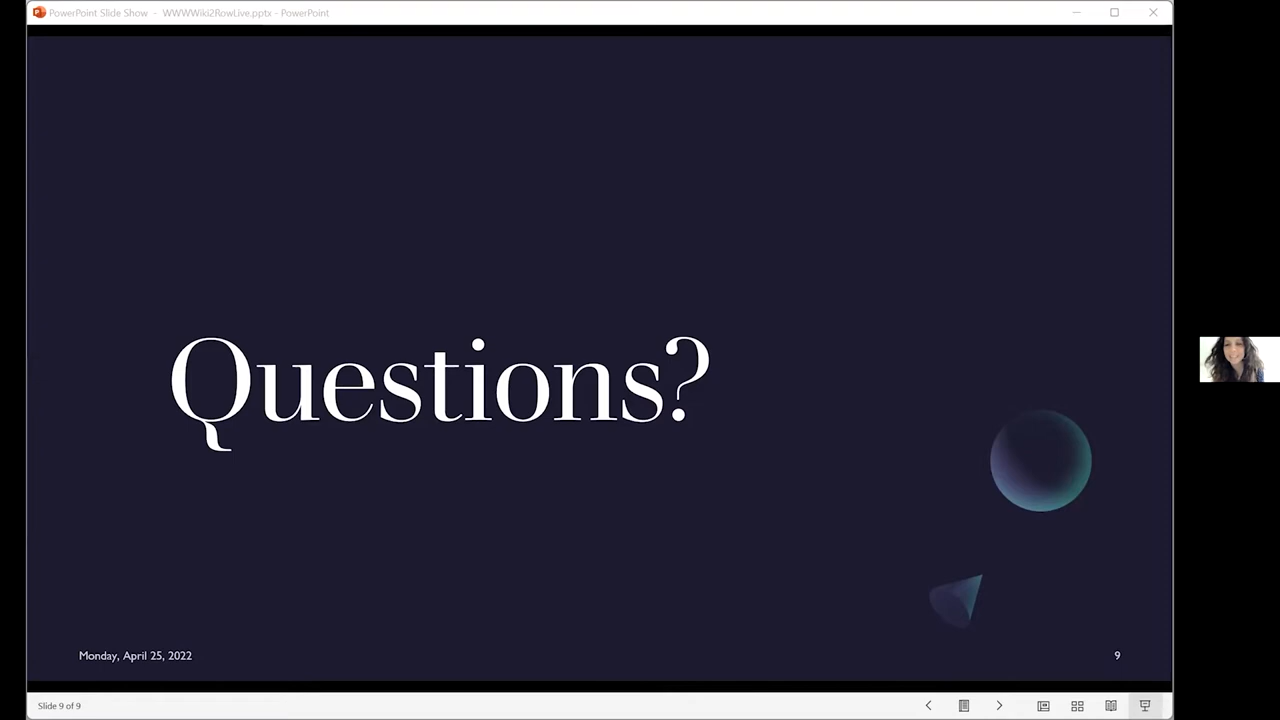 PowerPoint Slide Show - WWWWiki2RowLive.pptx - PowerPoint
Questions?
Monday, April 25, 2022
9
Slide 9 of 9